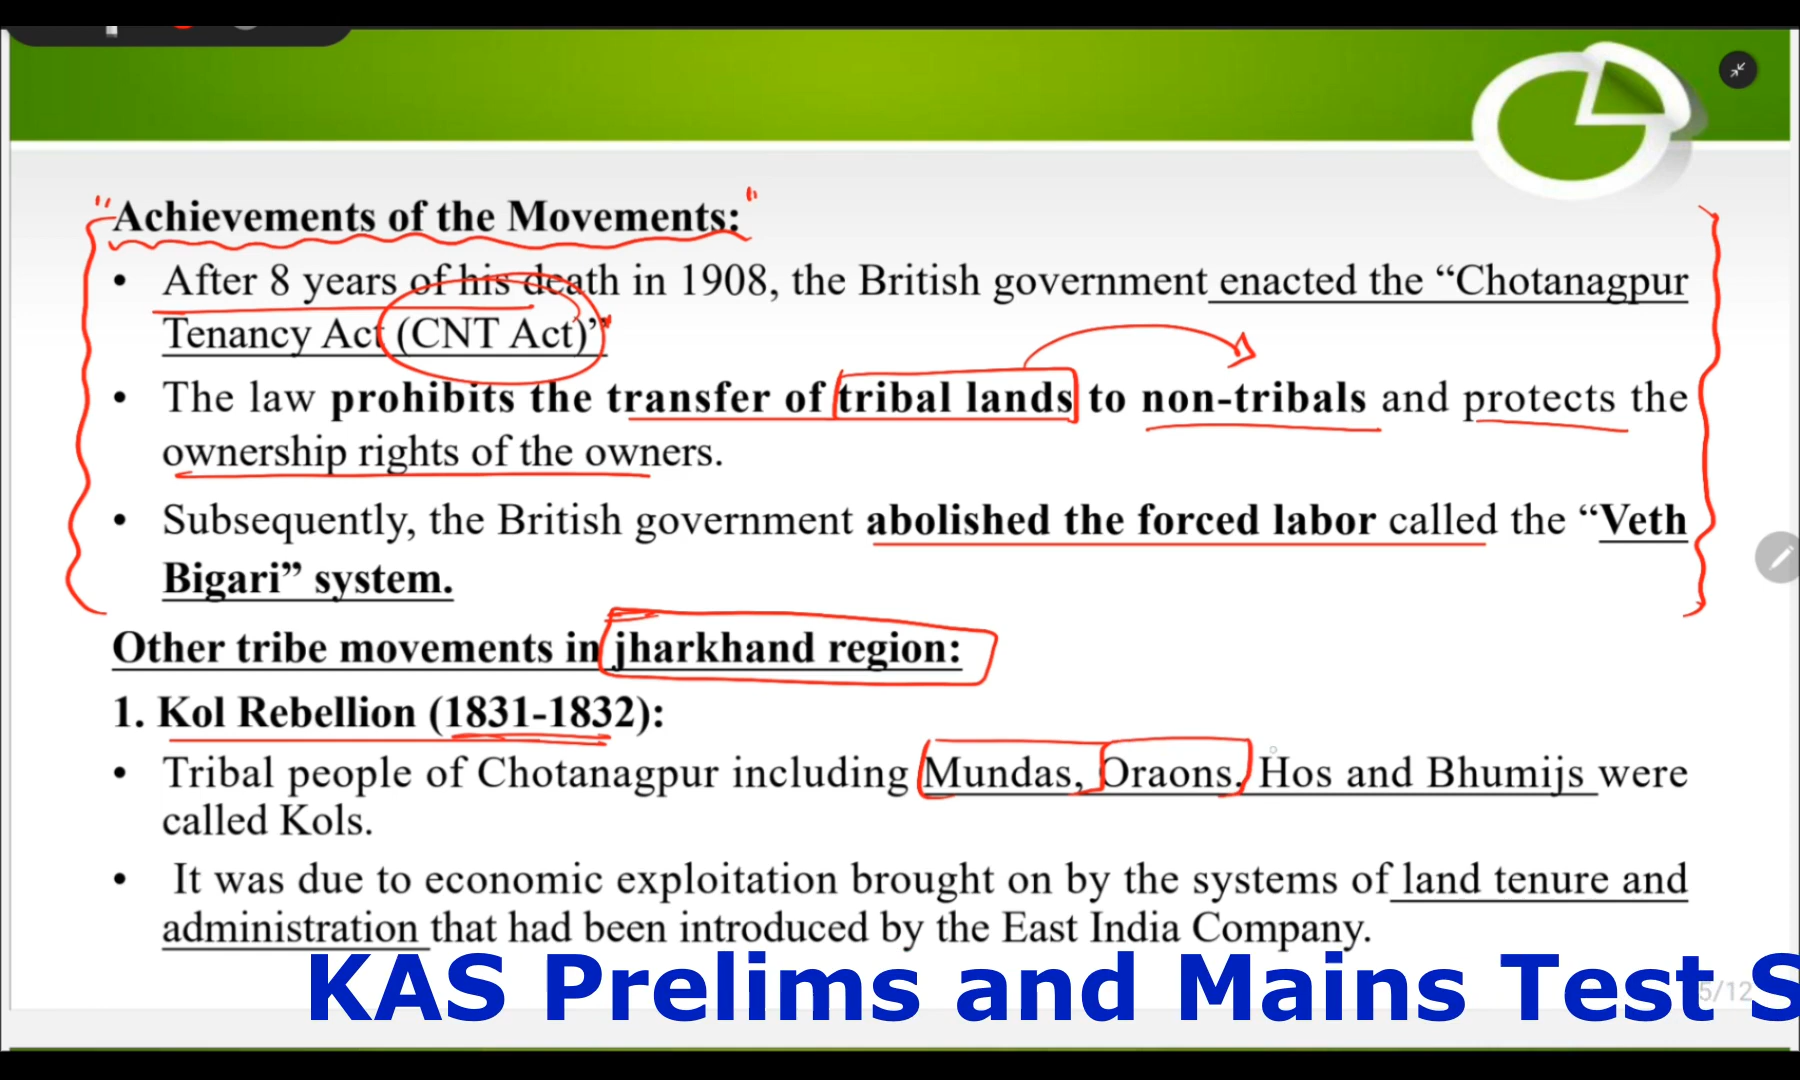 "Achievements of the Movements:"
• After 8 years of his death in 1908, the British government enacted the “Chotanagpur
Tenancy Act (CNT Act)”
• The law prohibits the transfer of tribal lands to non-tribals and protects the
ownership rights of the owners.
• Subsequently, the British government abolished the forced labor called the “Veth
Bigari” system.
Other tribe movements in jharkhand region:
1. Kol Rebellion (1831-1832):
• Tribal people of Chotanagpur including Mundas, Oraons, Hos and Bhumijs were
called Kols.
• It was due to economic exploitation brought on by the systems of land tenure and
administration that had been introduced by the East India Company.
KAS Prelims and Mains Test S
5/12